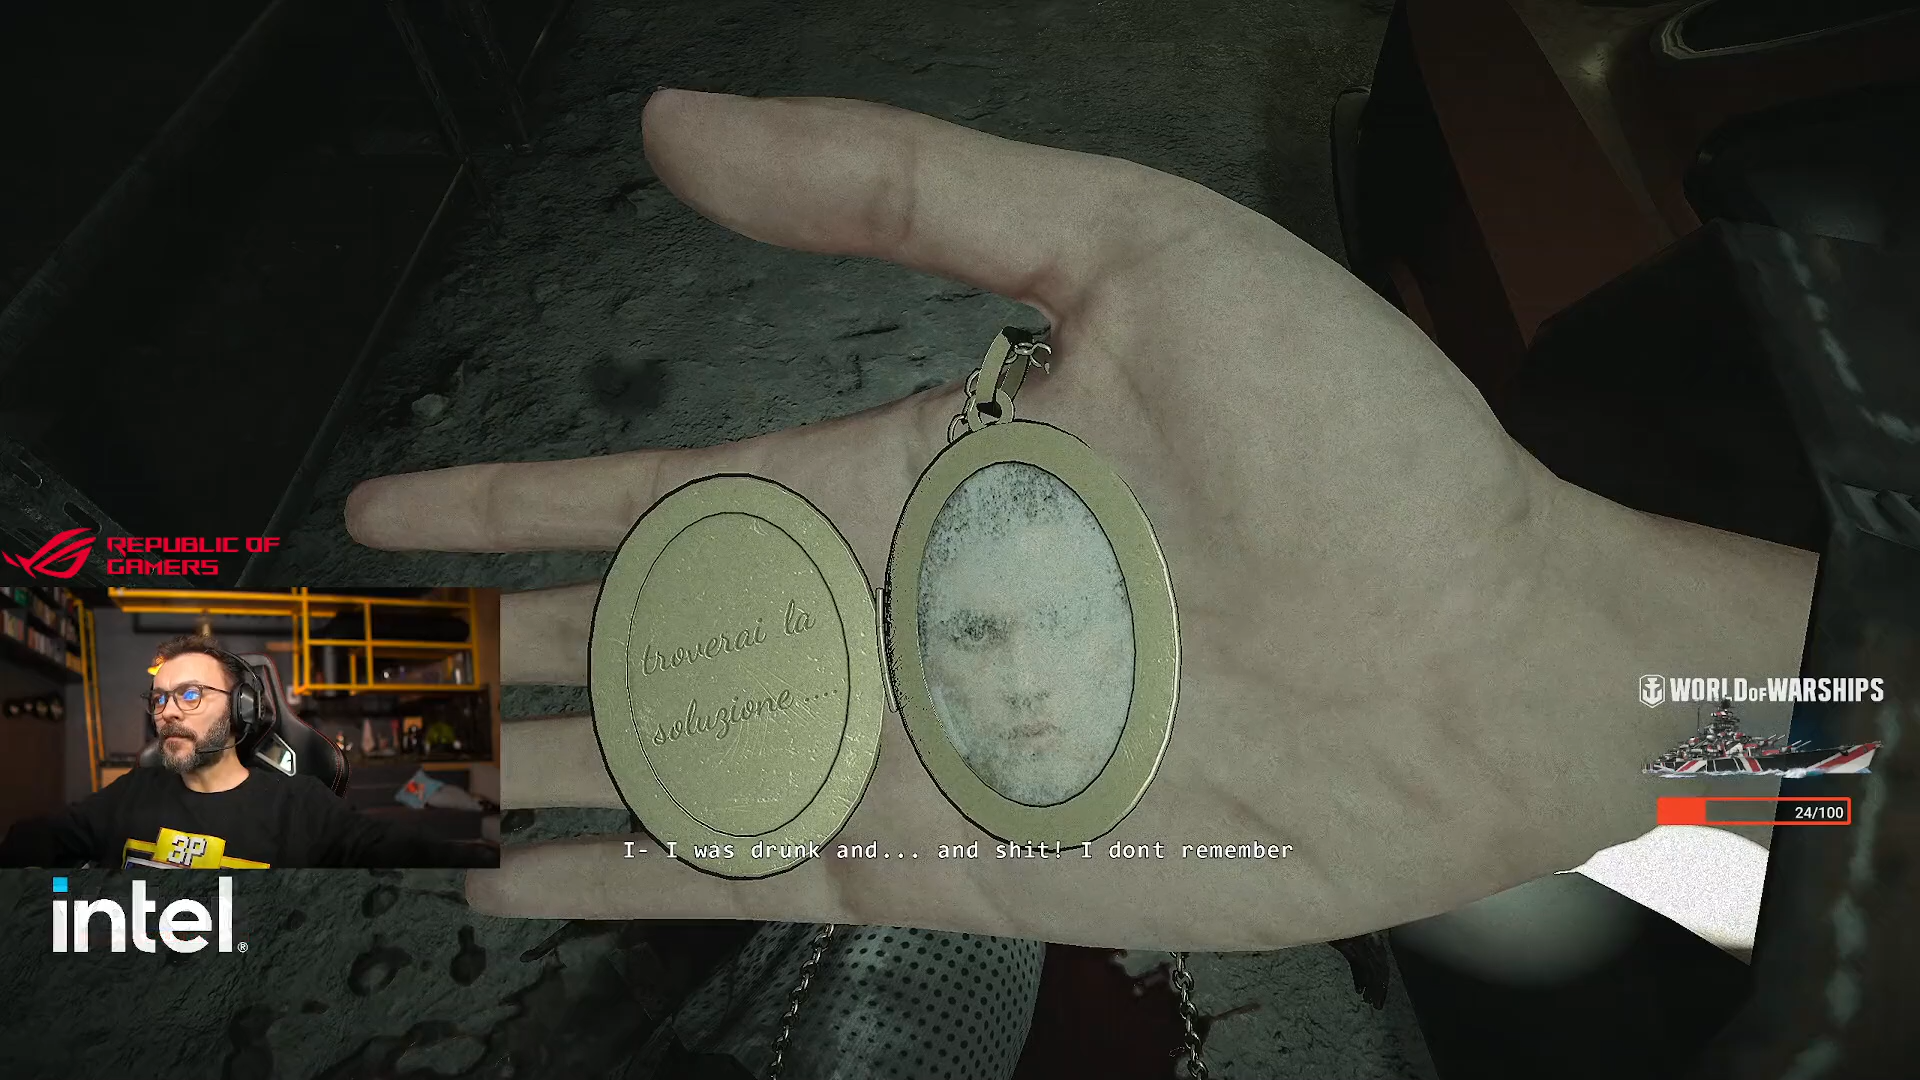 REPUBLIC OF
GAMERS
troverai la
soluzione....
WORLD OF WARSHIPS
24/100
3P
I- I was drunk and... and shit! I dont remember
intel®